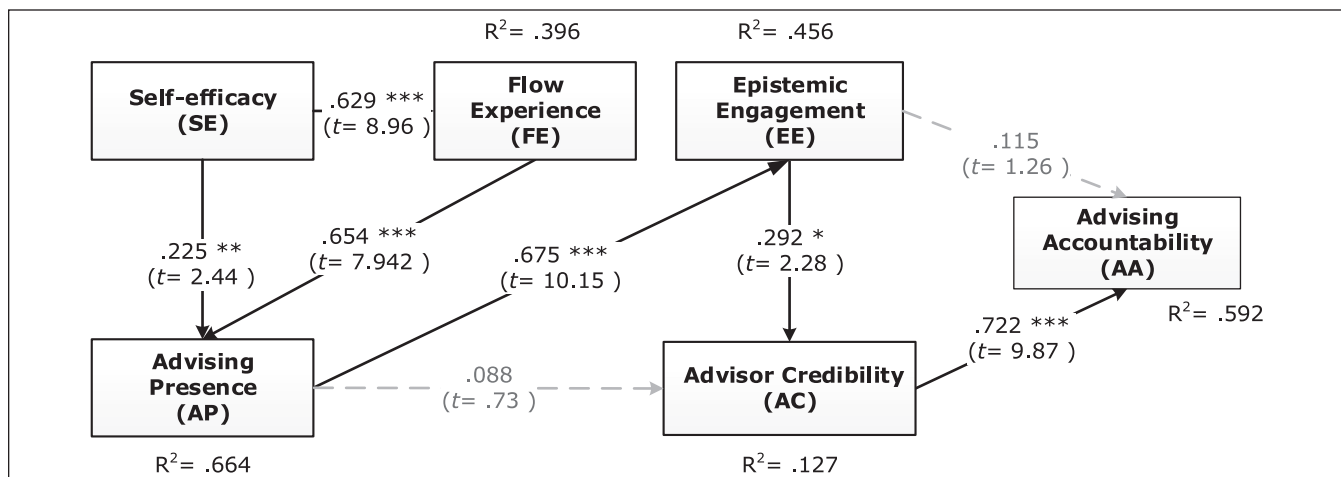 R²= .396
R²= .456
Self-efficacy
(SE)
.629 ***
(t= 8.96 )
Flow
Experience
(FE)
Epistemic
Engagement
(EE)
.115
(t= 1.26 )
Advising
Accountability
(AA)
R²= .592
.225 **
(t= 2.44 )
.654 ***
(t= 7.942 )
.675 ***
(t= 10.15 )
.292 *
(t= 2.28 )
.722 ***
(t= 9.87 )
Advising
Presence
(AP)
.088
(t= .73 )
Advisor Credibility
(AC)
R²= .664
R²= .127